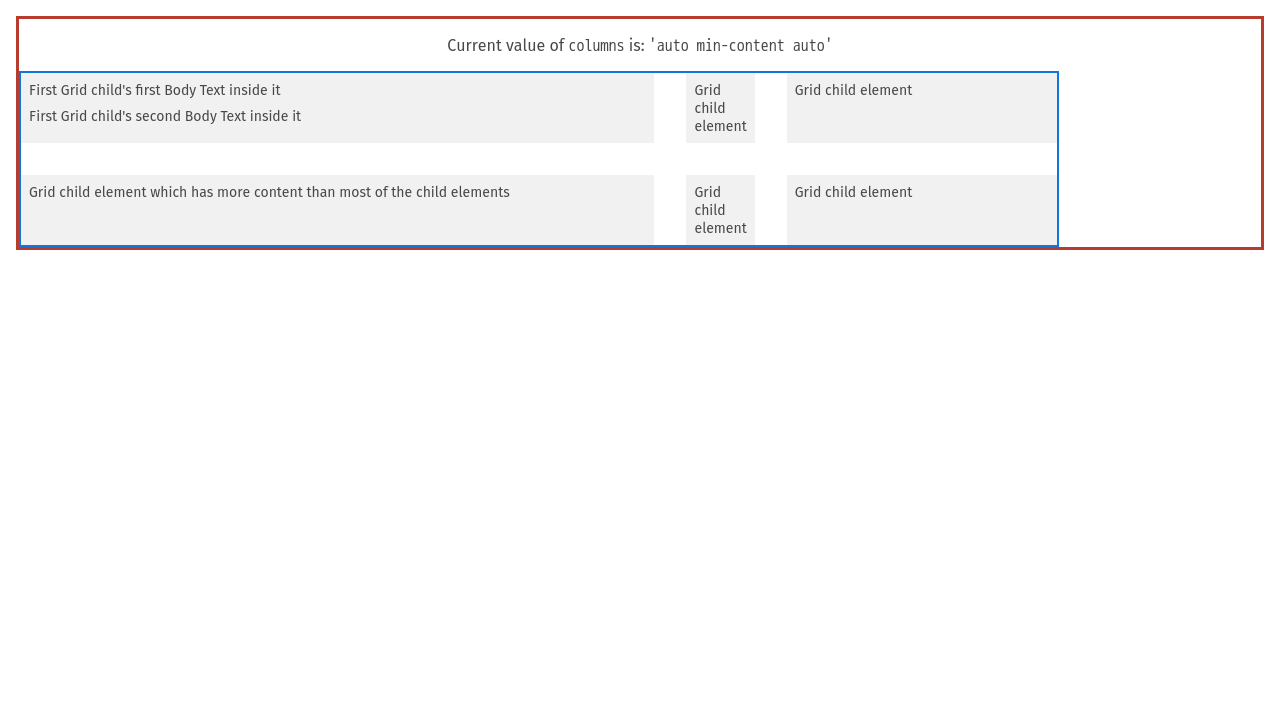 Current value of columns is: 'auto min-content auto'
First Grid child's first Body Text inside it
First Grid child's second Body Text inside it
Grid
child
element
Grid child element
Grid child element which has more content than most of the child elements
Grid
child
element
Grid child element